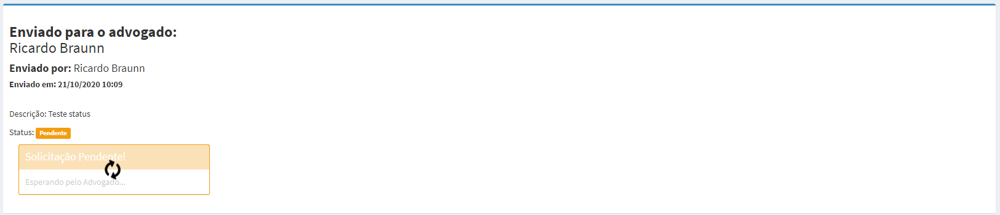 Enviado para o advogado:
Ricardo Braunn
Enviado por: Ricardo Braunn
Enviado em: 21/10/2020 10:09
Descrição: Teste status
Status: Pendente
Solicitação Pendente!
Esperando pelo Advogado...